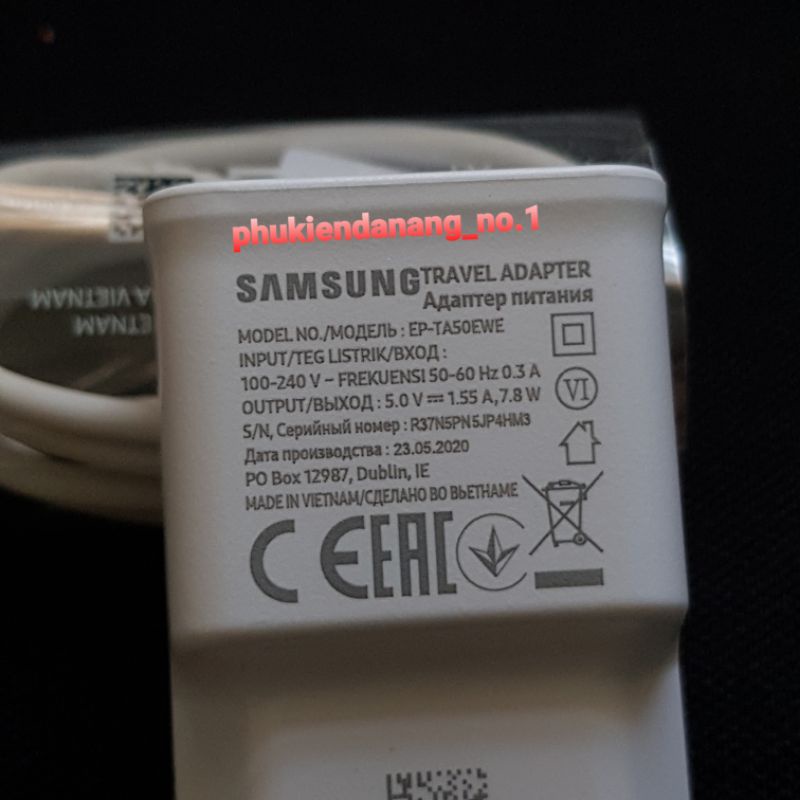 phukiendanang_no.1
SAMSUNG TRAVEL ADAPTER
Адаптер питания
MODEL NO./МОДЕЛЬ : EP-TA50EWE
INPUT/TEG LISTRIK/ВХОД :
100-240 V ~ FREKUENSI 50-60 Hz 0.3 A
OUTPUT/ВЫХОД : 5.0 V ⎓ 1.55 A,7.8 W
S/N, Серийный номер : R37N5PN5JP4HM3
Дата производства : 23.05.2020
PO Box 12987, Dublin, IE
MADE IN VIETNAM/СДЕЛАНО ВО ВЬЕТНАМЕ
VI
CE EAC
VIETNAM
VIETNAM